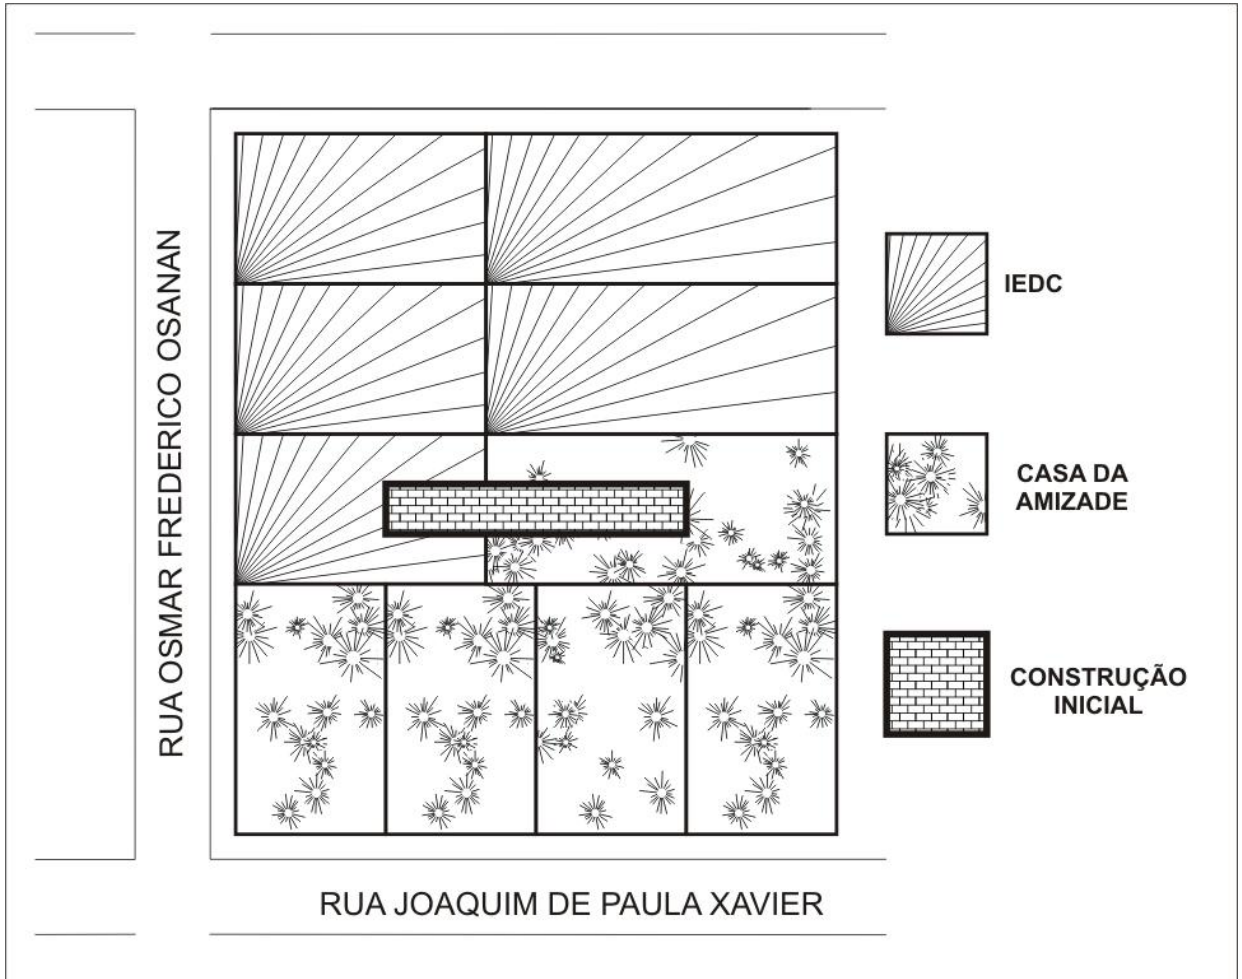 RUA OSMAR FREDERICO OSANAN
IEDC
CASA DA
AMIZADE
CONSTRUÇÃO
INICIAL
RUA JOAQUIM DE PAULA XAVIER